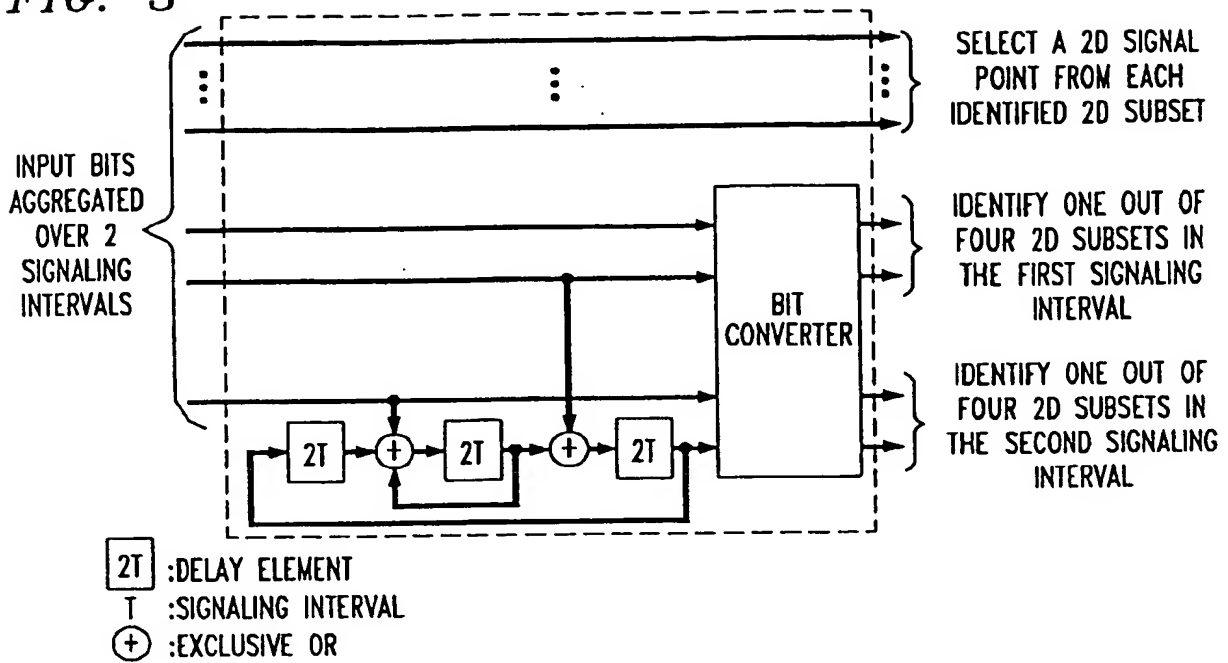 FIG. 3
SELECT A 2D SIGNAL
POINT FROM EACH
IDENTIFIED 2D SUBSET
INPUT BITS
AGGREGATED
OVER 2
SIGNALING
INTERVALS
BIT
CONVERTER
IDENTIFY ONE OUT OF
FOUR 2D SUBSETS IN
THE FIRST SIGNALING
INTERVAL
IDENTIFY ONE OUT OF
FOUR 2D SUBSETS IN
THE SECOND SIGNALING
INTERVAL
2T + 2T + 2T
2T :DELAY ELEMENT
T :SIGNALING INTERVAL
+ :EXCLUSIVE OR